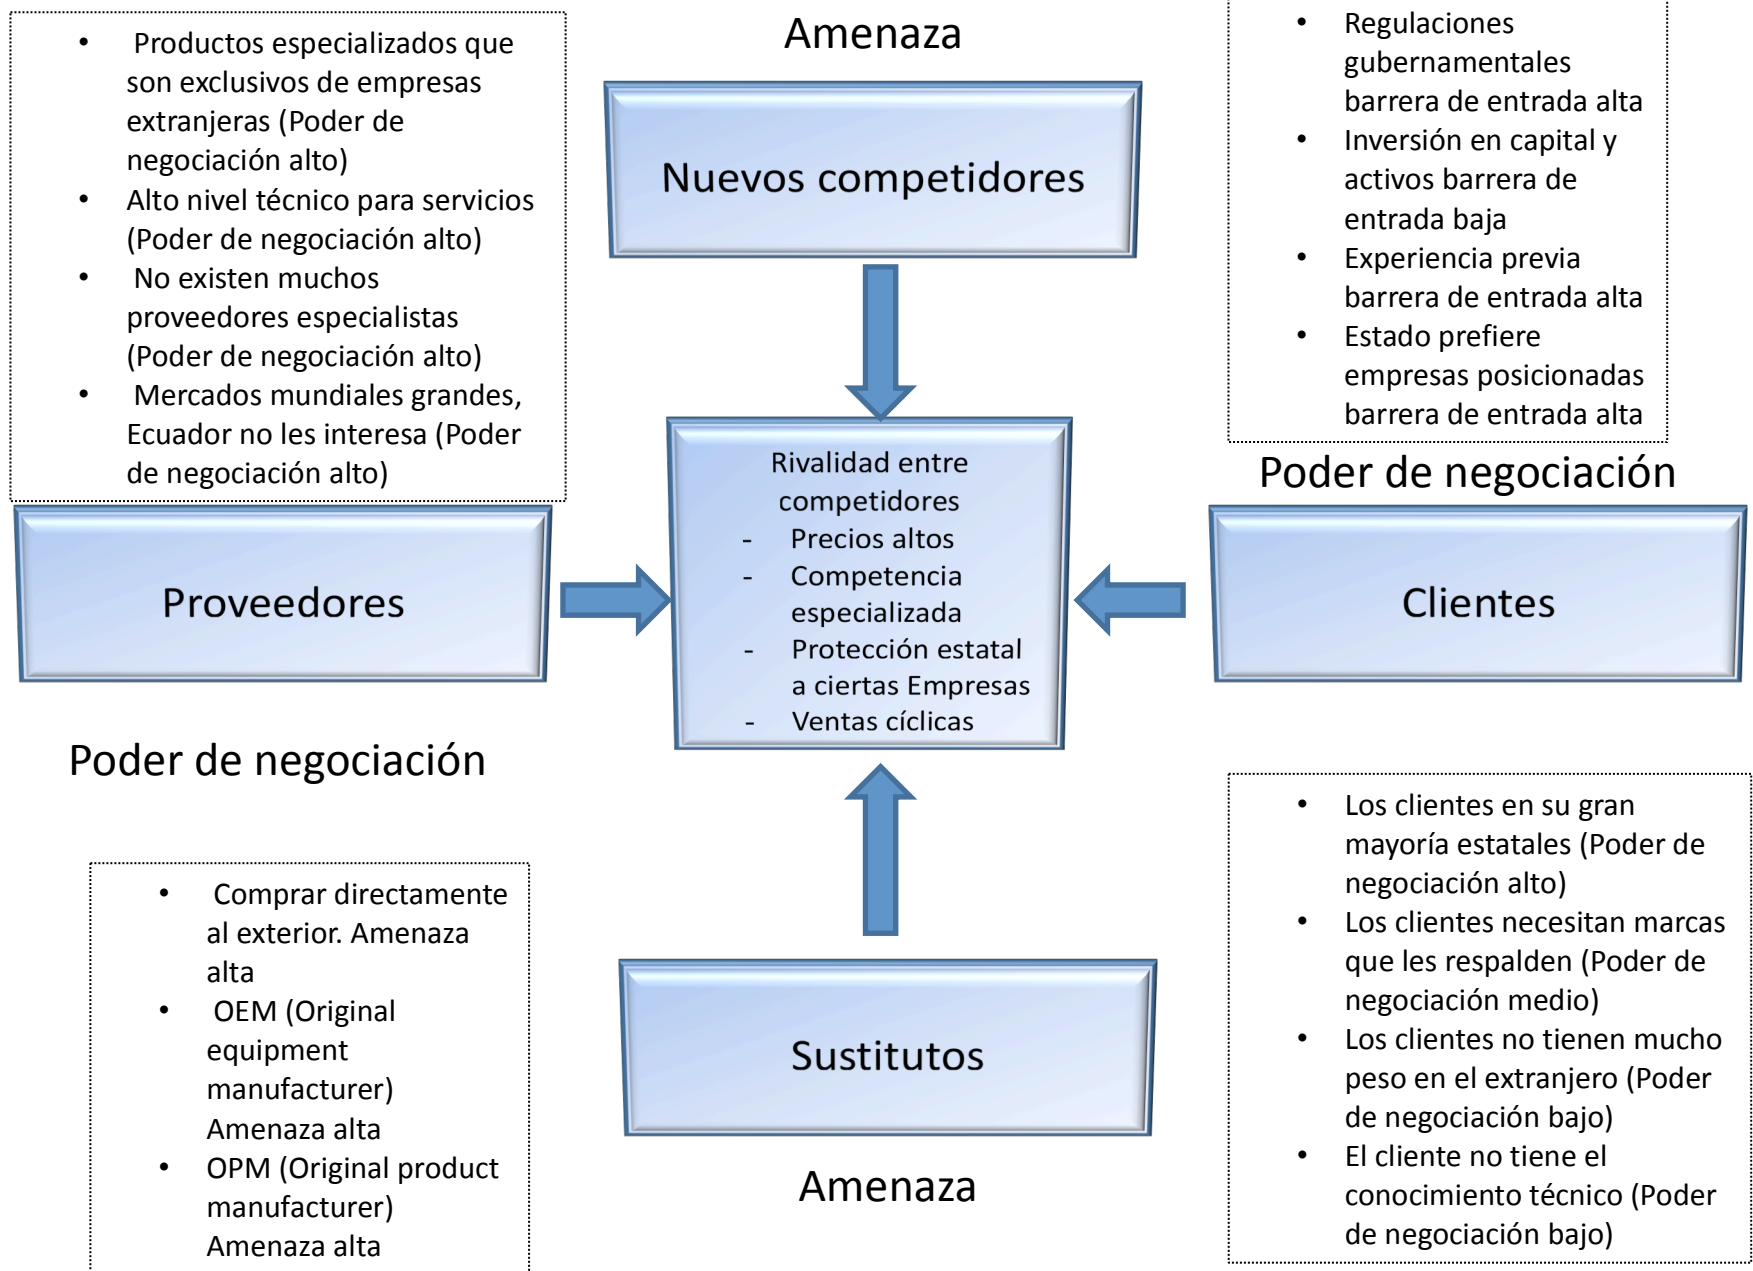 • Productos especializados que
son exclusivos de empresas
extranjeras (Poder de
negociación alto)
• Alto nivel técnico para servicios
(Poder de negociación alto)
• No existen muchos
proveedores especialistas
(Poder de negociación alto)
• Mercados mundiales grandes,
Ecuador no les interesa (Poder
de negociación alto)
Amenaza
Nuevos competidores
• Regulaciones
gubernamentales
barrera de entrada alta
• Inversión en capital y
activos barrera de
entrada baja
• Experiencia previa
barrera de entrada alta
• Estado prefiere
empresas posicionadas
barrera de entrada alta
Poder de negociación
Proveedores
Rivalidad entre
competidores
- Precios altos
- Competencia
especializada
- Protección estatal
a ciertas Empresas
- Ventas cíclicas
Clientes
Poder de negociación
• Comprar directamente
al exterior. Amenaza
alta
• OEM (Original
equipment
manufacturer)
Amenaza alta
• OPM (Original product
manufacturer)
Amenaza alta
Sustitutos
Amenaza
• Los clientes en su gran
mayoría estatales (Poder de
negociación alto)
• Los clientes necesitan marcas
que les respalden (Poder de
negociación medio)
• Los clientes no tienen mucho
peso en el extranjero (Poder
de negociación bajo)
• El cliente no tiene el
conocimiento técnico (Poder
de negociación bajo)